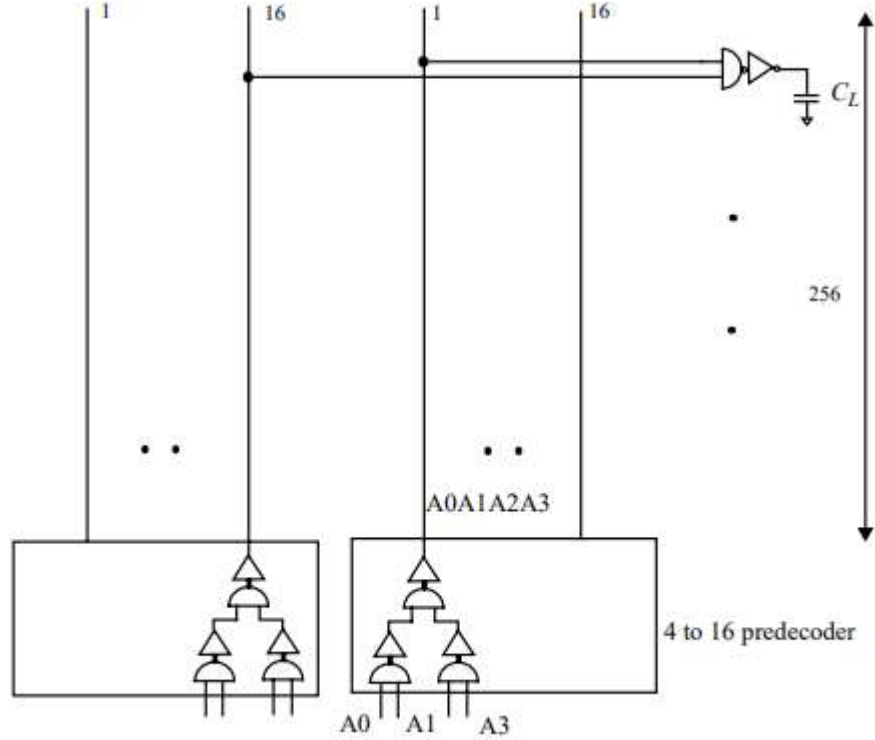 1 16 1 16
C_L
256
A0A1A2A3
4 to 16 predecoder
A0 A1 A3